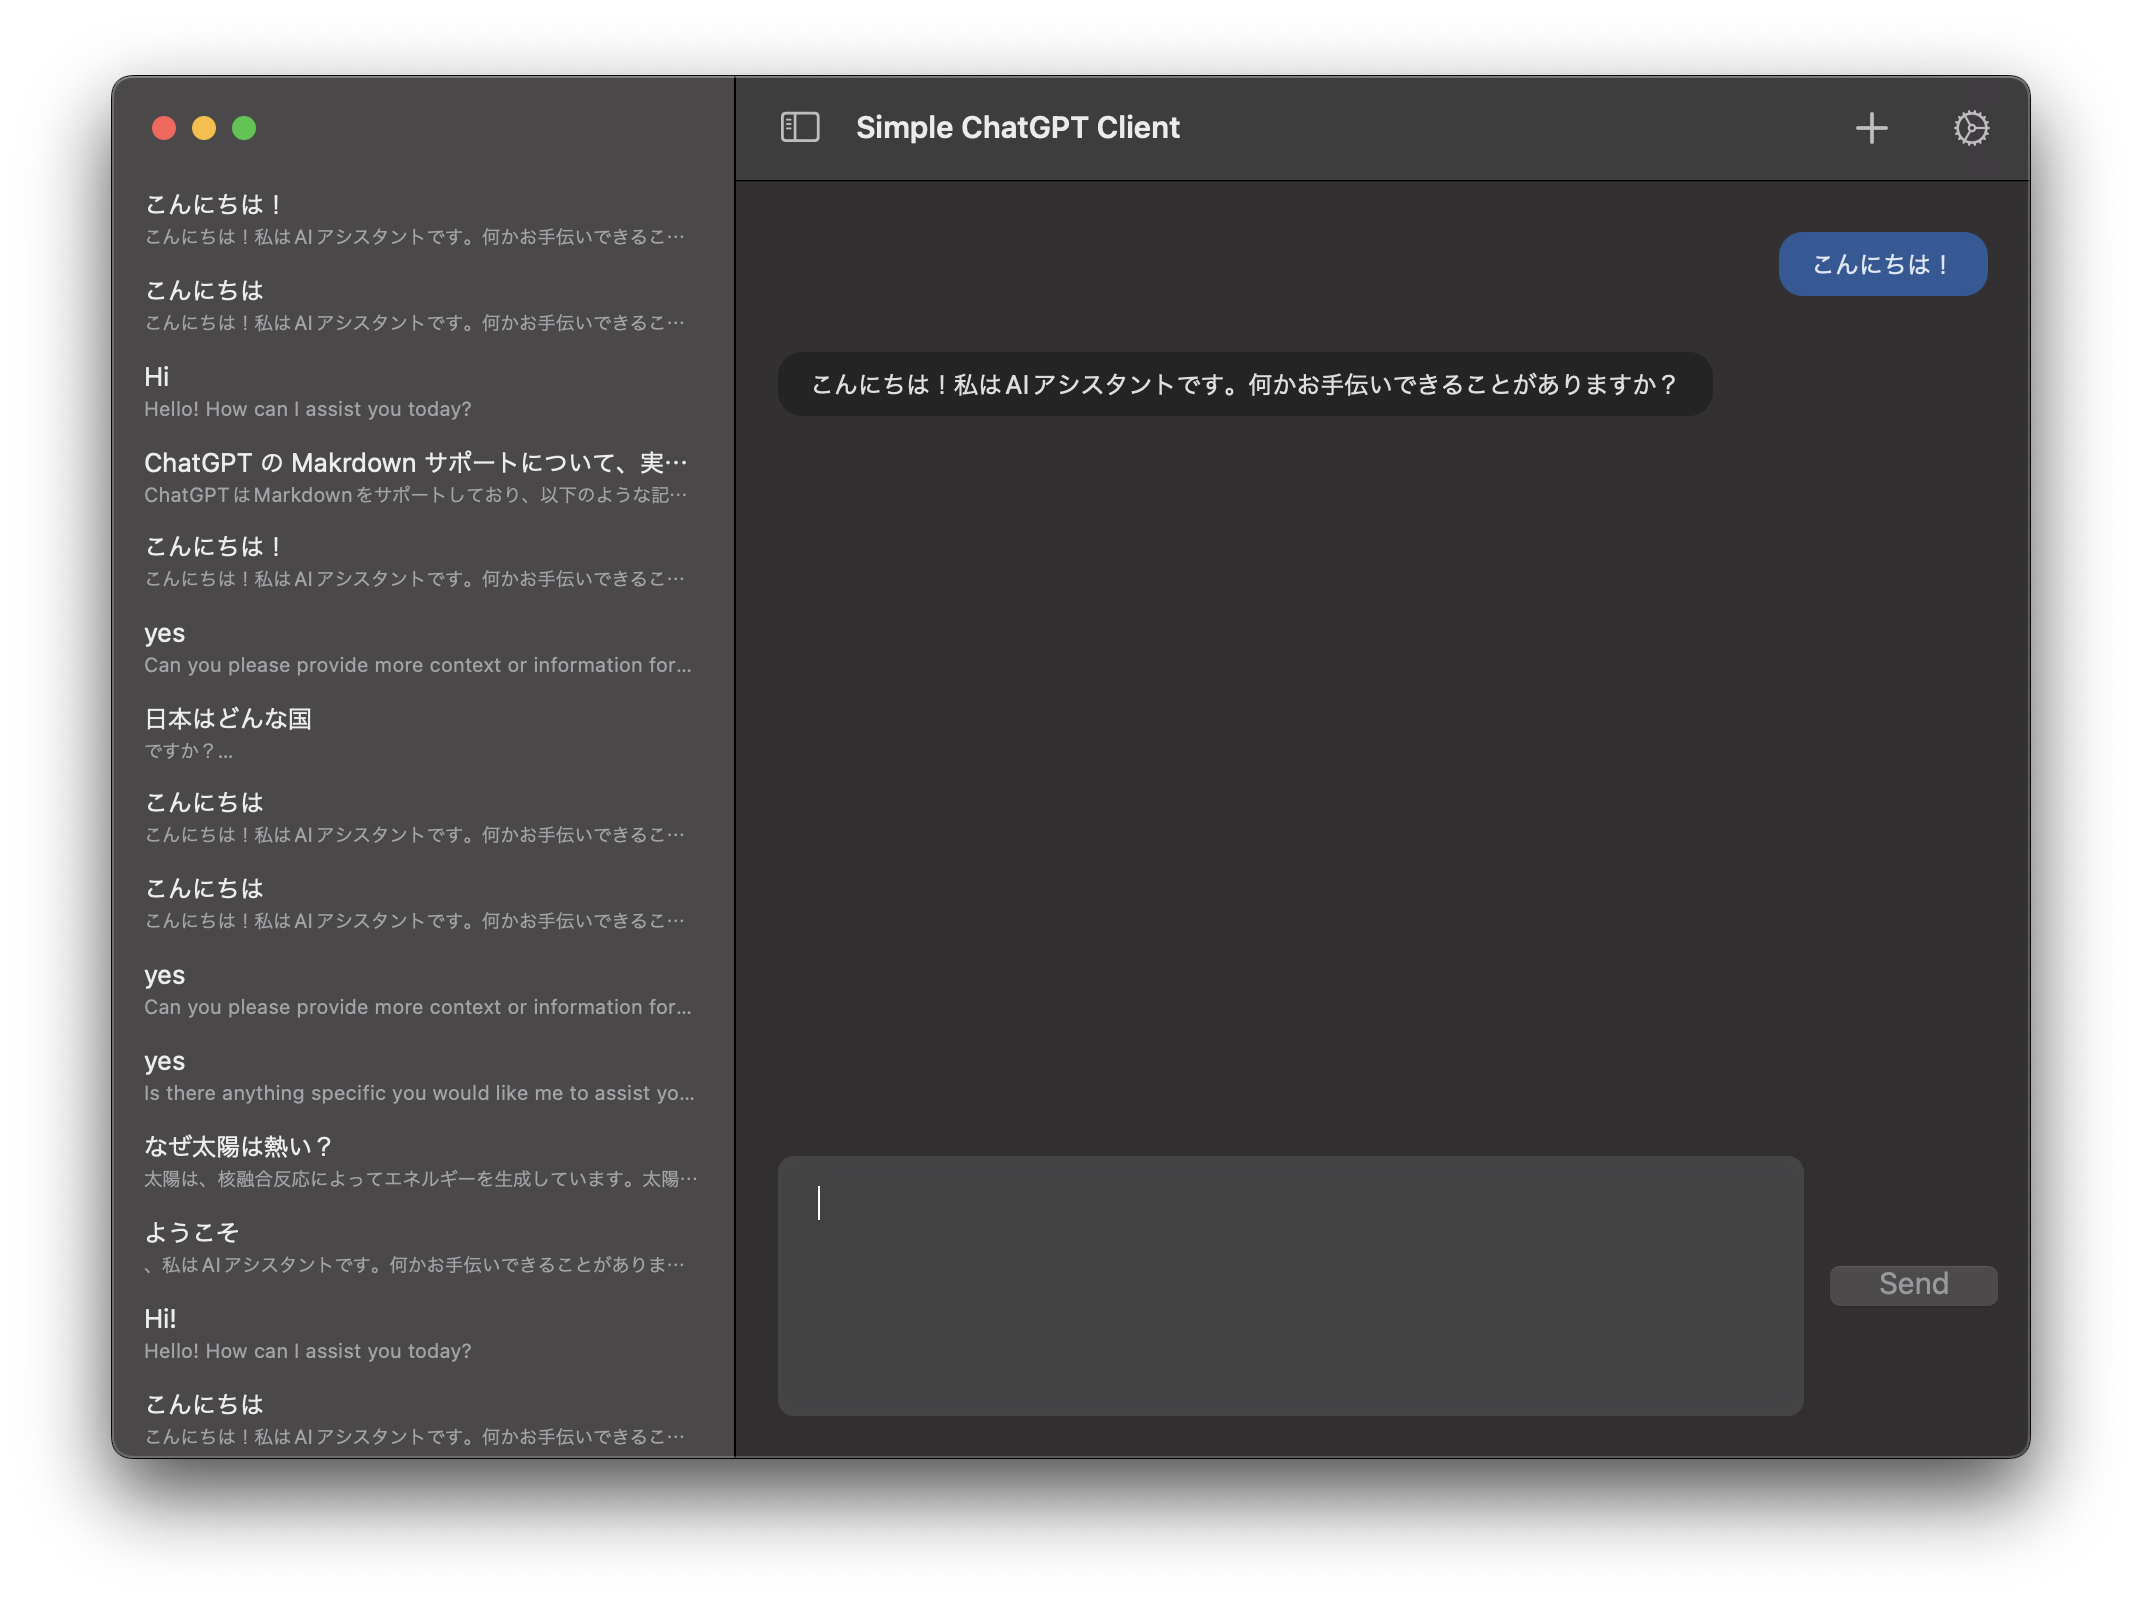 Simple ChatGPT Client
こんにちは！
こんにちは！私はAIアシスタントです。何かお手伝いできるこ…
こんにちは
こんにちは！私はAIアシスタントです。何かお手伝いできるこ…
Hi
Hello! How can I assist you today?
ChatGPT の Makrdown サポートについて、実…
ChatGPTはMarkdownをサポートしており、以下のような記…
こんにちは！
こんにちは！私はAIアシスタントです。何かお手伝いできるこ…
yes
Can you please provide more context or information for...
日本はどんな国
ですか？...
こんにちは
こんにちは！私はAIアシスタントです。何かお手伝いできるこ…
こんにちは
こんにちは！私はAIアシスタントです。何かお手伝いできるこ…
yes
Can you please provide more context or information for...
yes
Is there anything specific you would like me to assist yo...
なぜ太陽は熱い？
太陽は、核融合反応によってエネルギーを生成しています。太陽…
ようこそ
、私はAIアシスタントです。何かお手伝いできることがありま…
Hi!
Hello! How can I assist you today?
こんにちは
こんにちは！私はAIアシスタントです。何かお手伝いできるこ…
こんにちは！
こんにちは！私はAIアシスタントです。何かお手伝いできることがありますか？
Send